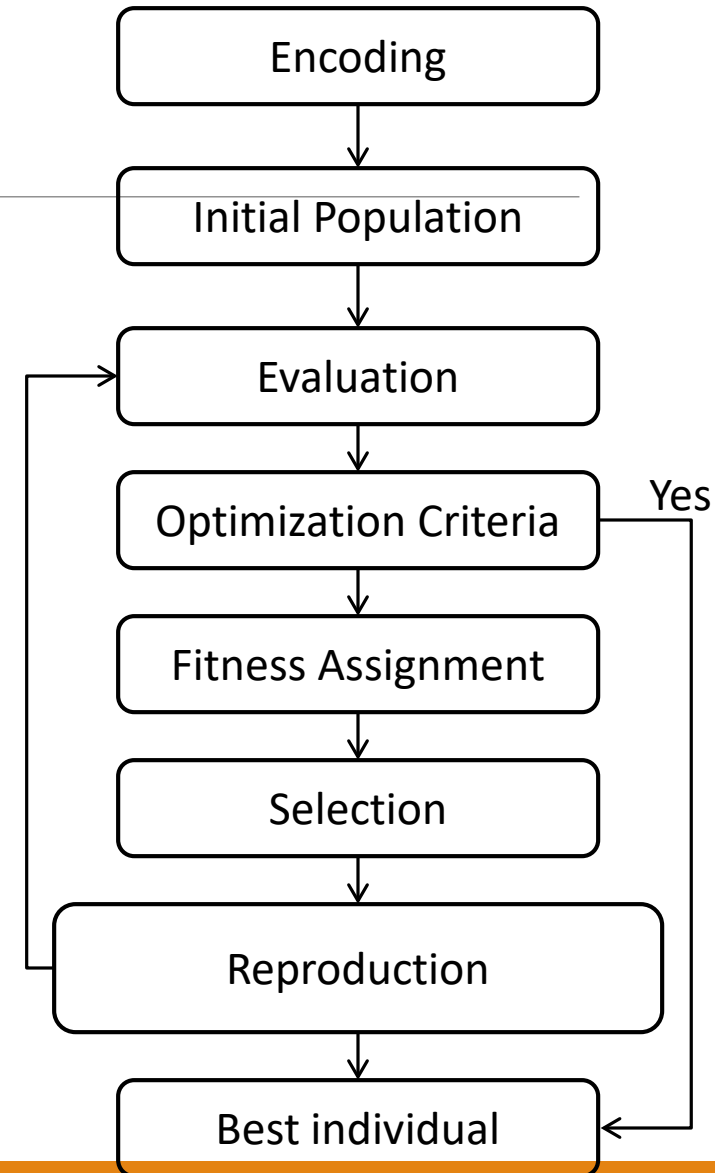 Encoding
Initial Population
Evaluation
Optimization Criteria
Yes
Fitness Assignment
Selection
Reproduction
Best individual